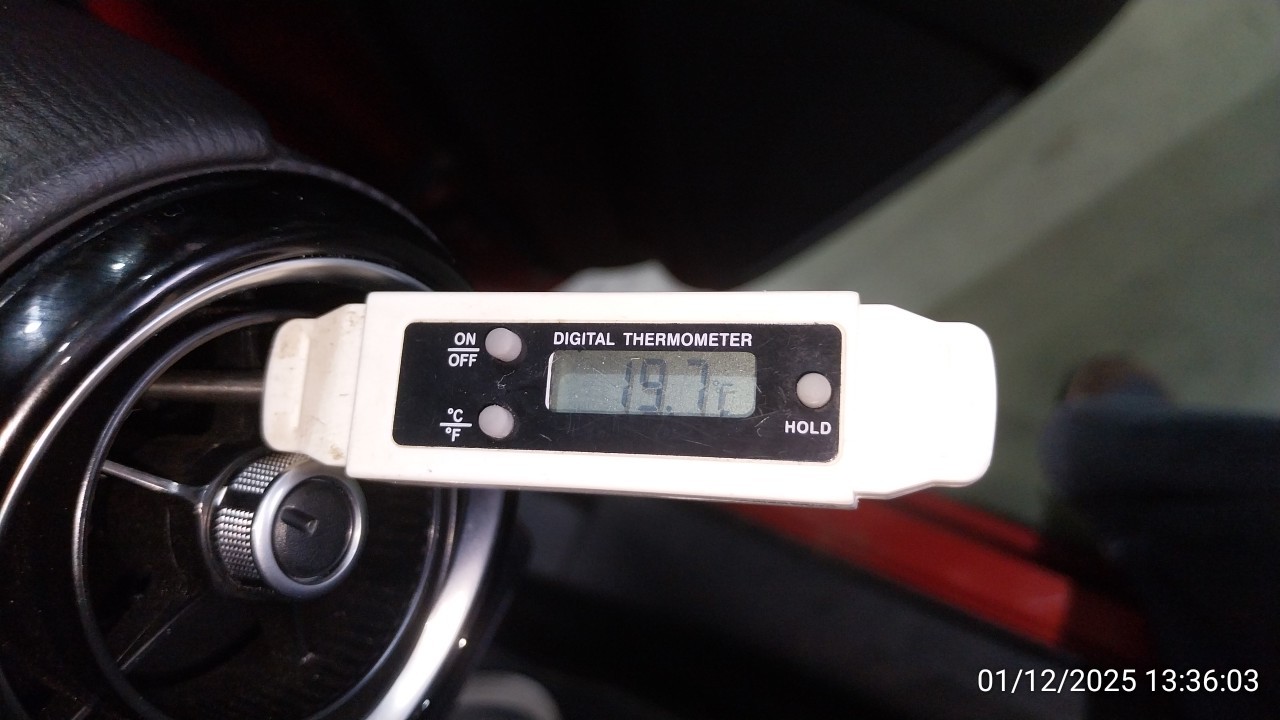 ON
OFF
°C
°F
DIGITAL THERMOMETER
19.7°C
HOLD
01/12/2025 13:36:03